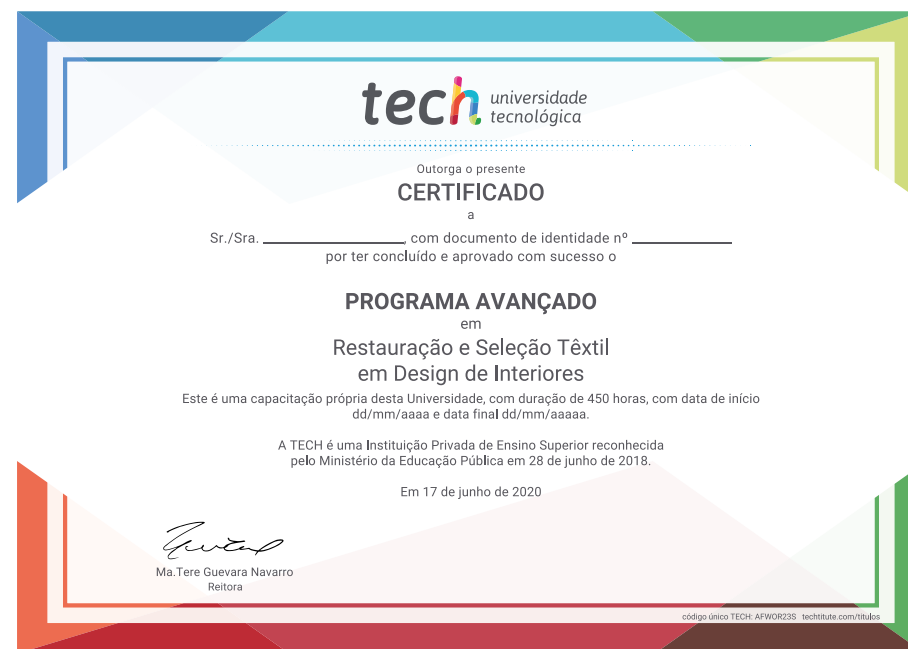 tech universidade
tecnológica
Outorga o presente
CERTIFICADO
a
Sr./Sra. ____________, com documento de identidade nº ____________
por ter concluído e aprovado com sucesso o
PROGRAMA AVANÇADO
em
Restauração e Seleção Têxtil
em Design de Interiores
Este é uma capacitação própria desta Universidade, com duração de 450 horas, com data de início
dd/mm/aaaa e data final dd/mm/aaaaa.
A TECH é uma Instituição Privada de Ensino Superior reconhecida
pelo Ministério da Educação Pública em 28 de junho de 2018.
Em 17 de junho de 2020
Ma.Tere Guevara Navarro
Reitora
código único TECH: AFWOR23S techtitute.com/titulos